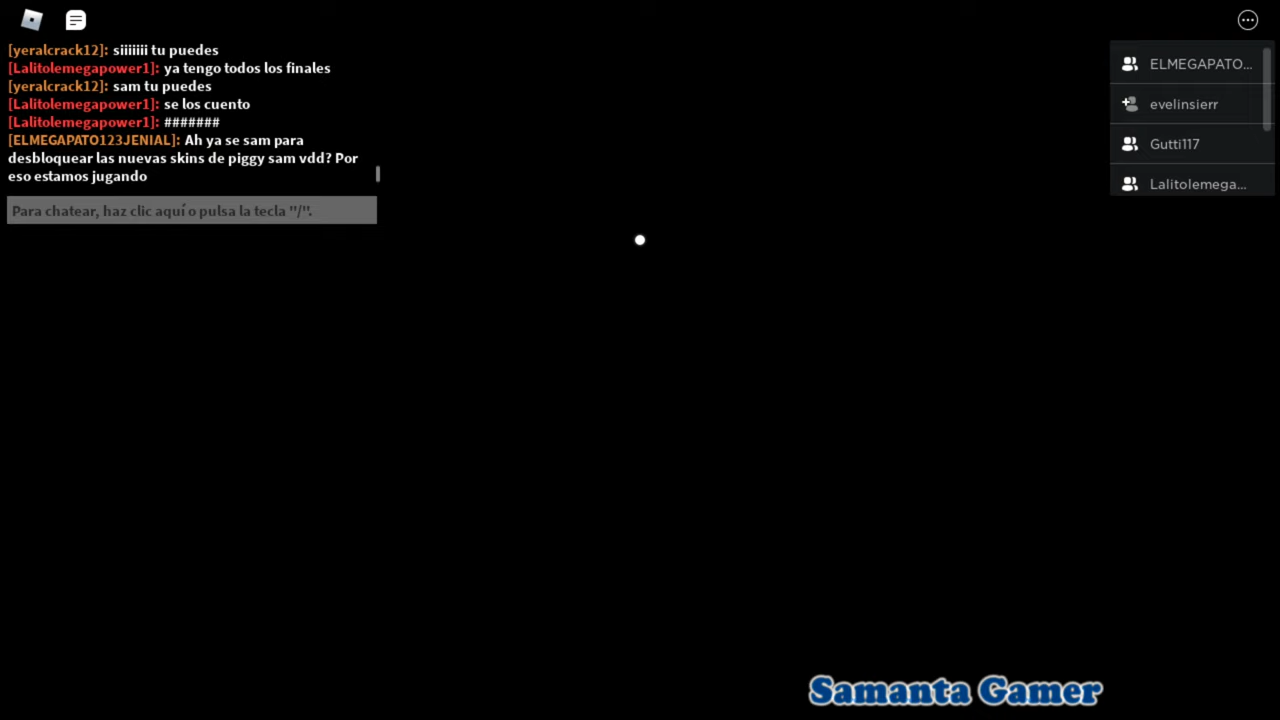 [yeralcrack12]: siiiiiii tu puedes
[Lalitolemegapower1]: ya tengo todos los finales
[yeralcrack12]: sam tu puedes
[Lalitolemegapower1]: se los cuento
[Lalitolemegapower1]: #######
[ELMEGAPATO123JENIAL]: Ah ya se sam para
desbloquear las nuevas skins de piggy sam vdd? Por
eso estamos jugando
Para chatear, haz clic aquí o pulsa la tecla "/".
ELMEGAPATO...
evelinsierr
Gutti117
Lalitolemega...
Samanta Gamer